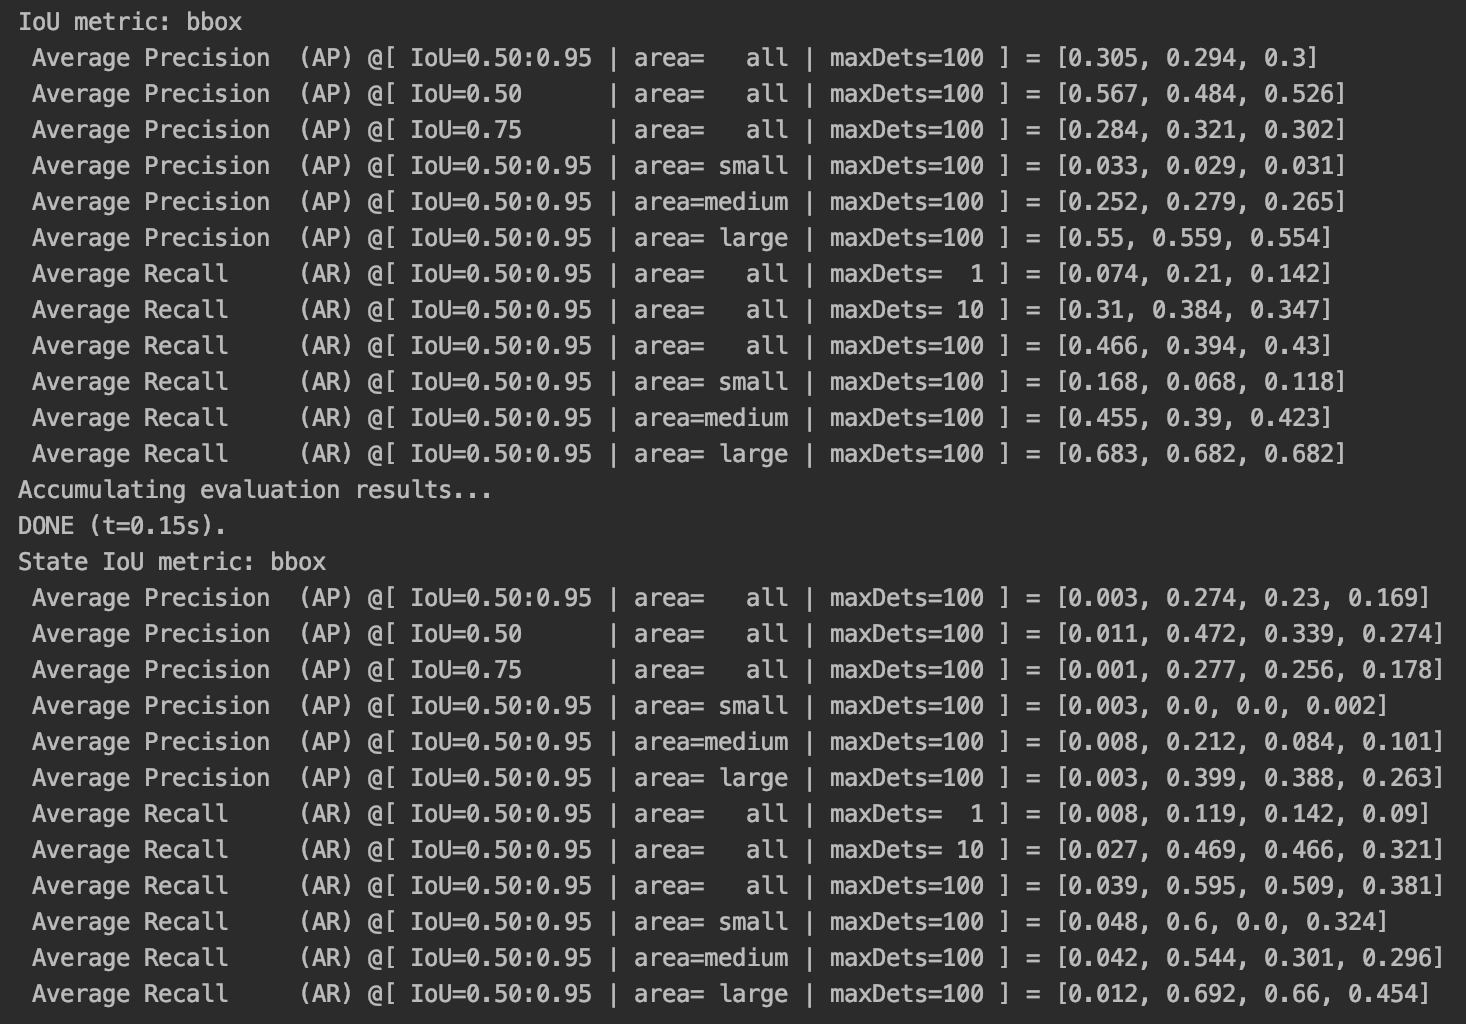 IoU metric: bbox
 Average Precision  (AP) @[ IoU=0.50:0.95 | area=   all | maxDets=100 ] = [0.305, 0.294, 0.3]
 Average Precision  (AP) @[ IoU=0.50      | area=   all | maxDets=100 ] = [0.567, 0.484, 0.526]
 Average Precision  (AP) @[ IoU=0.75      | area=   all | maxDets=100 ] = [0.284, 0.321, 0.302]
 Average Precision  (AP) @[ IoU=0.50:0.95 | area= small | maxDets=100 ] = [0.033, 0.029, 0.031]
 Average Precision  (AP) @[ IoU=0.50:0.95 | area=medium | maxDets=100 ] = [0.252, 0.279, 0.265]
 Average Precision  (AP) @[ IoU=0.50:0.95 | area= large | maxDets=100 ] = [0.55, 0.559, 0.554]
 Average Recall     (AR) @[ IoU=0.50:0.95 | area=   all | maxDets=  1 ] = [0.074, 0.21, 0.142]
 Average Recall     (AR) @[ IoU=0.50:0.95 | area=   all | maxDets= 10 ] = [0.31, 0.384, 0.347]
 Average Recall     (AR) @[ IoU=0.50:0.95 | area=   all | maxDets=100 ] = [0.466, 0.394, 0.43]
 Average Recall     (AR) @[ IoU=0.50:0.95 | area= small | maxDets=100 ] = [0.168, 0.068, 0.118]
 Average Recall     (AR) @[ IoU=0.50:0.95 | area=medium | maxDets=100 ] = [0.455, 0.39, 0.423]
 Average Recall     (AR) @[ IoU=0.50:0.95 | area= large | maxDets=100 ] = [0.683, 0.682, 0.682]
Accumulating evaluation results...
DONE (t=0.15s).
State IoU metric: bbox
 Average Precision  (AP) @[ IoU=0.50:0.95 | area=   all | maxDets=100 ] = [0.003, 0.274, 0.23, 0.169]
 Average Precision  (AP) @[ IoU=0.50      | area=   all | maxDets=100 ] = [0.011, 0.472, 0.339, 0.274]
 Average Precision  (AP) @[ IoU=0.75      | area=   all | maxDets=100 ] = [0.001, 0.277, 0.256, 0.178]
 Average Precision  (AP) @[ IoU=0.50:0.95 | area= small | maxDets=100 ] = [0.003, 0.0, 0.0, 0.002]
 Average Precision  (AP) @[ IoU=0.50:0.95 | area=medium | maxDets=100 ] = [0.008, 0.212, 0.084, 0.101]
 Average Precision  (AP) @[ IoU=0.50:0.95 | area= large | maxDets=100 ] = [0.003, 0.399, 0.388, 0.263]
 Average Recall     (AR) @[ IoU=0.50:0.95 | area=   all | maxDets=  1 ] = [0.008, 0.119, 0.142, 0.09]
 Average Recall     (AR) @[ IoU=0.50:0.95 | area=   all | maxDets= 10 ] = [0.027, 0.469, 0.466, 0.321]
 Average Recall     (AR) @[ IoU=0.50:0.95 | area=   all | maxDets=100 ] = [0.039, 0.595, 0.509, 0.381]
 Average Recall     (AR) @[ IoU=0.50:0.95 | area= small | maxDets=100 ] = [0.048, 0.6, 0.0, 0.324]
 Average Recall     (AR) @[ IoU=0.50:0.95 | area=medium | maxDets=100 ] = [0.042, 0.544, 0.301, 0.296]
 Average Recall     (AR) @[ IoU=0.50:0.95 | area= large | maxDets=100 ] = [0.012, 0.692, 0.66, 0.454]